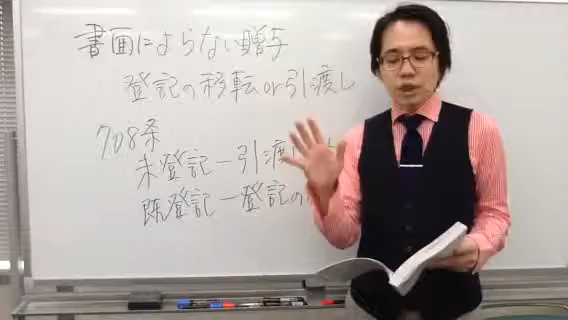 書面によらない贈与
登記の移転or引渡し
708条
未登記ー引渡し
既登記ー登記の